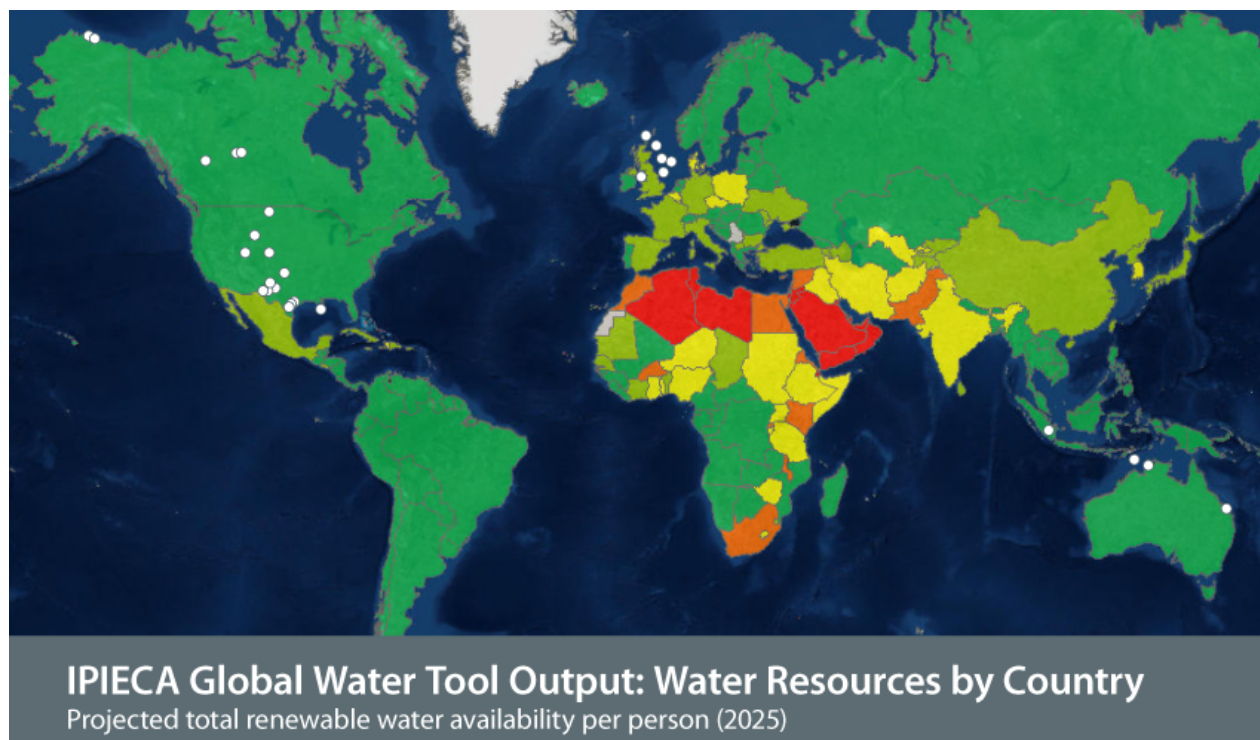 IPIECA Global Water Tool Output: Water Resources by Country
Projected total renewable water availability per person (2025)